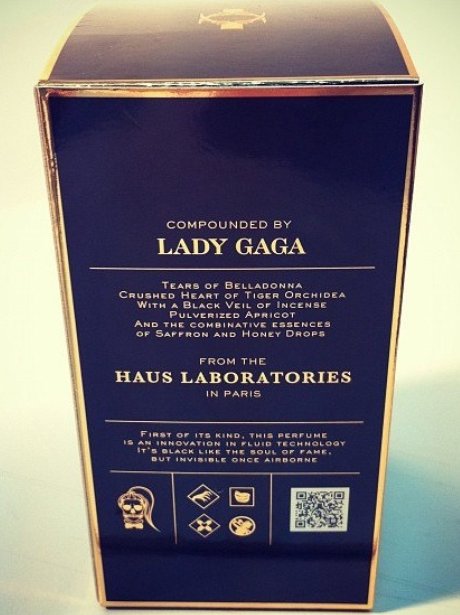 COMPOUNDED BY
LADY GAGA
TEARS OF BELLADONNA
CRUSHED HEART OF TIGER ORCHIDEA
WITH A BLACK VEIL OF INCENSE
PULVERIZED APRICOT
AND THE COMBINATIVE ESSENCES
OF SAFFRON AND HONEY DROPS
FROM THE
HAUS LABORATORIES
IN PARIS
FIRST OF ITS KIND, THIS PERFUME
IS AN INNOVATION IN FLUID TECHNOLOGY
IT'S BLACK LIKE THE SOUL OF FAME,
BUT INVISIBLE ONCE AIRBORNE